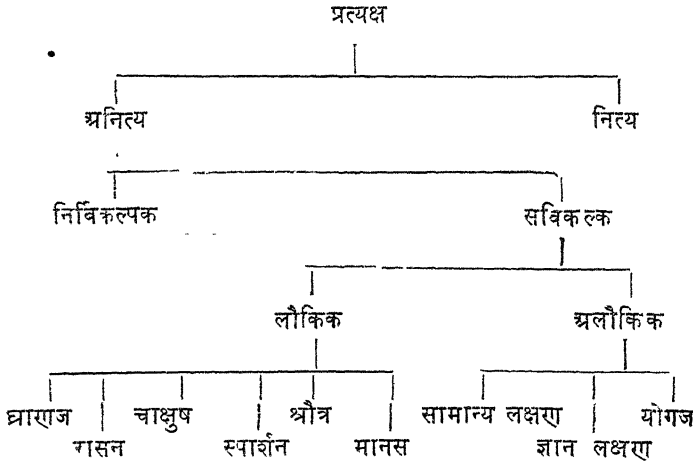 प्रत्यक्ष
अनित्य नित्य
निर्विकल्पक सविकल्क
लौकिक अलौकिक
घ्राणज चाक्षुष श्रौत्र सामान्य लक्षण योगज
रासन स्पार्शन मानस ज्ञान लक्षण